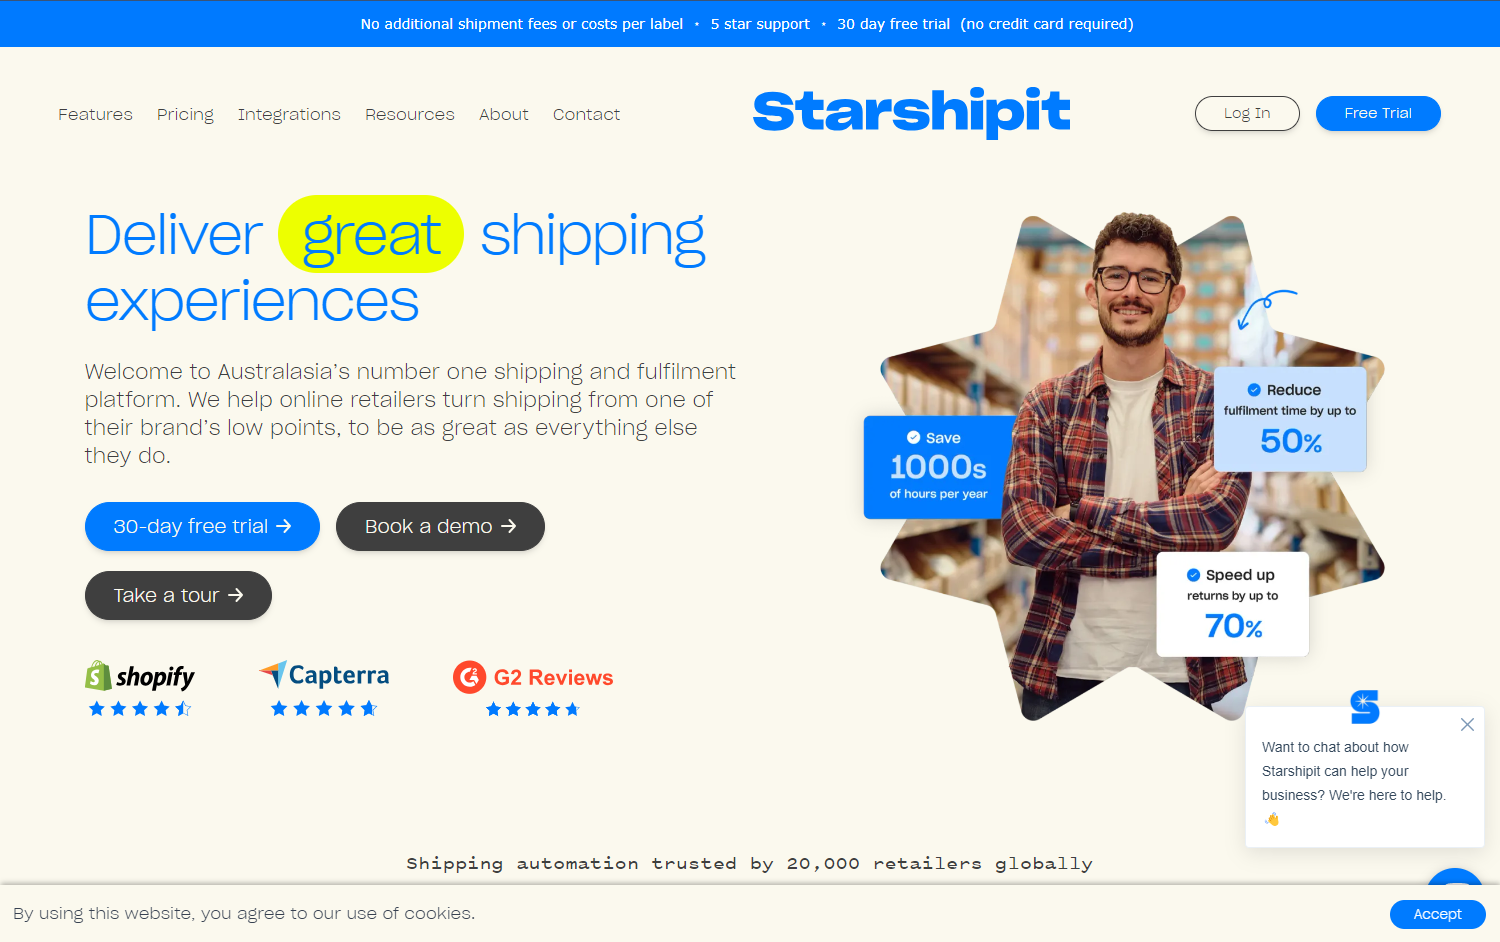 No additional shipment fees or costs per label ⋆ 5 star support ⋆ 30 day free trial (no credit card required)
Features Pricing Integrations Resources About Contact
Starshipit
Log In
Free Trial
Deliver great shipping
experiences
Welcome to Australasia’s number one shipping and fulfilment
platform. We help online retailers turn shipping from one of
their brand’s low points, to be as great as everything else
they do.
30-day free trial →
Book a demo →
Take a tour →
shopify
Capterra
G2 Reviews
Save
1000s
of hours per year
Reduce
fulfilment time by up to
50%
Speed up
returns by up to
70%
Want to chat about how
Starshipit can help your
business? We're here to help.
👋
Shipping automation trusted by 20,000 retailers globally
By using this website, you agree to our use of cookies.
Accept